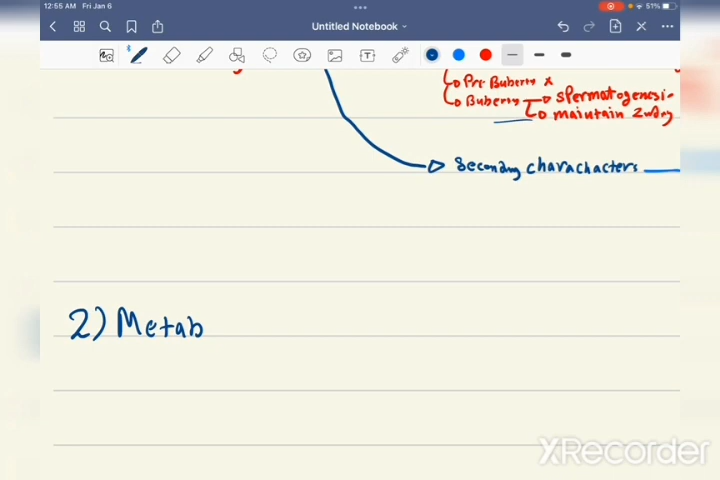 12:55 AM Fri Jan 6
51%
Untitled Notebook
Pre Buberty x
Buberty
spermatogenesi
maintain 2ndry
Secondary charachacters
2) Metab
XRecorder